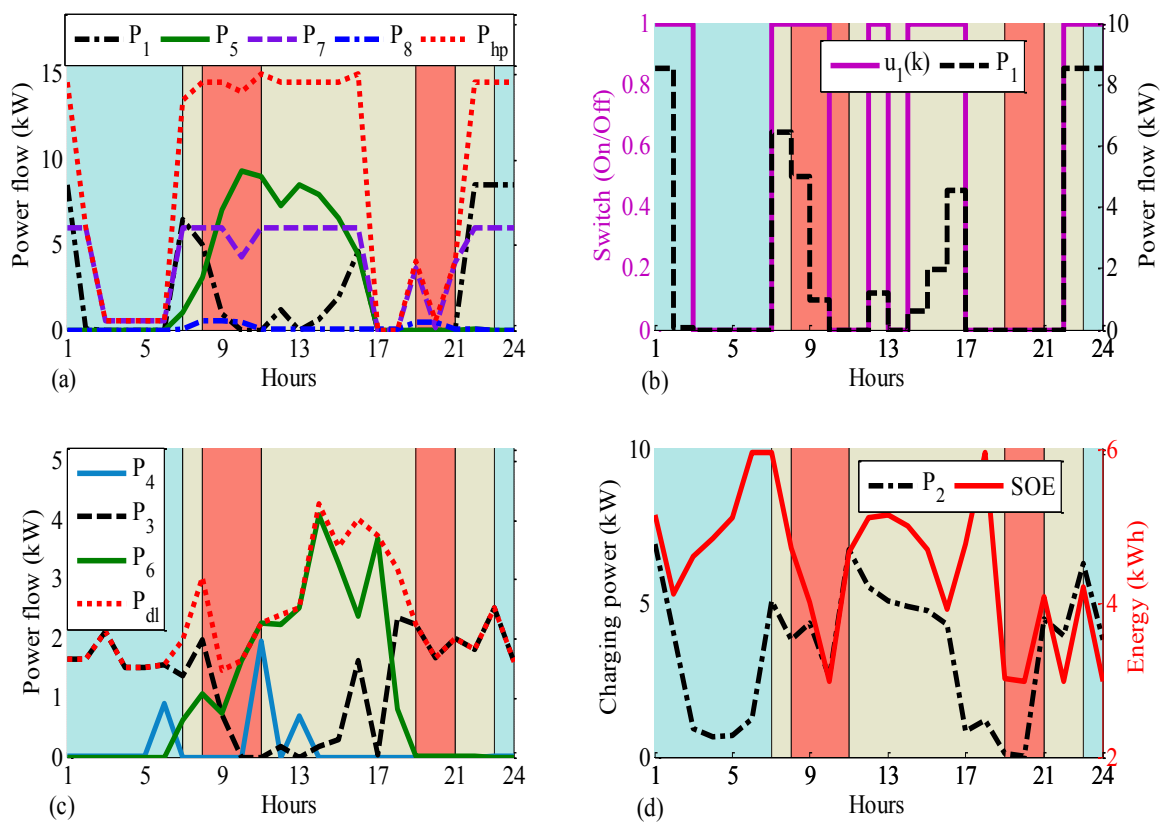 P1 P5 P7 P8 Php
15
10
5
0
Power flow (kW)
1 5 9 13 17 21 24
Hours
(a)
1
0.8
0.6
0.4
0.2
0
Switch (On/Off)
u1(k) P1
10
8
6
4
2
0
Power flow (kW)
1 5 9 13 17 21 24
Hours
(b)
P4
P3
P6
Pdl
5
4
3
2
1
0
Power flow (kW)
1 5 9 13 17 21 24
Hours
(c)
P2 SOE
10
5
0
Charging power (kW)
6
4
2
Energy (kWh)
1 5 9 13 17 21 24
Hours
(d)